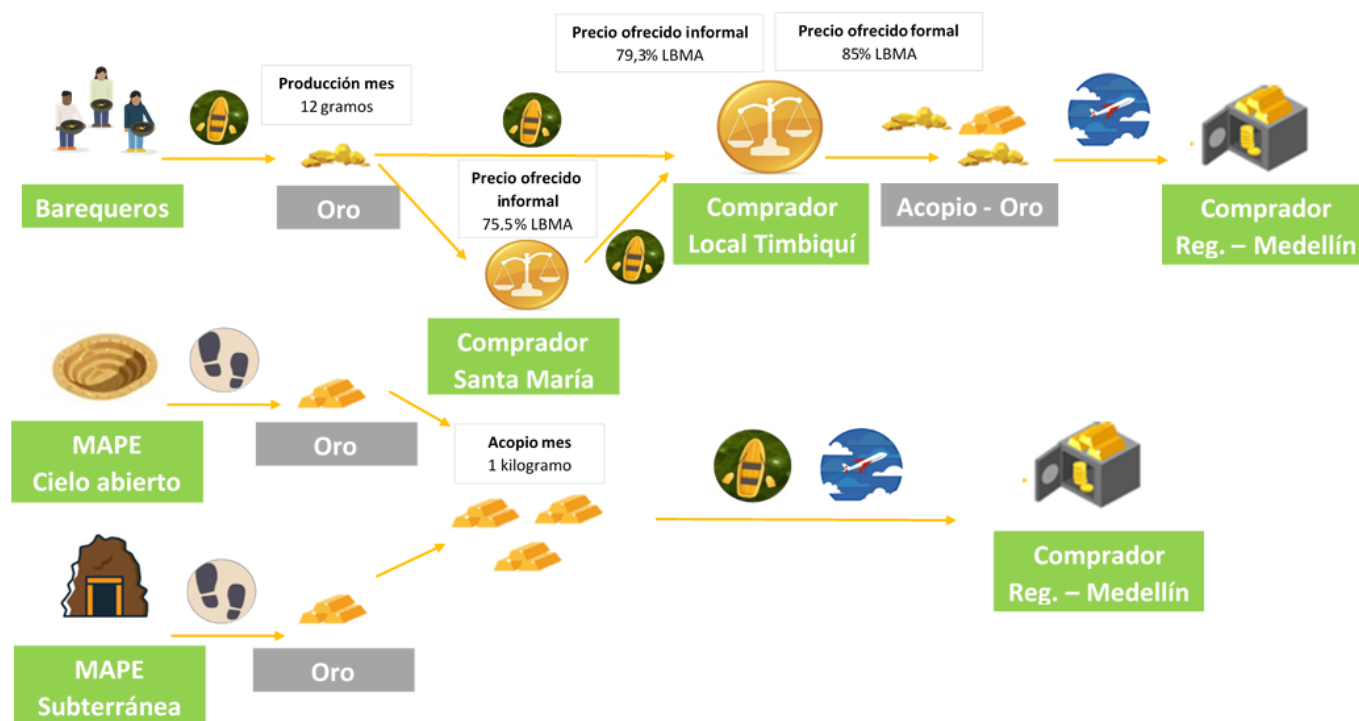 Precio ofrecido informal
79,3% LBMA
Precio ofrecido formal
85% LBMA
Producción mes
12 gramos
Precio ofrecido
informal
75,5% LBMA
Barequeros
Oro
Comprador
Local Timbiquí
Acopio - Oro
Comprador
Reg. – Medellín
Comprador
Santa María
MAPE
Cielo abierto
Oro
Acopio mes
1 kilogramo
Comprador
Reg. – Medellín
MAPE
Subterránea
Oro